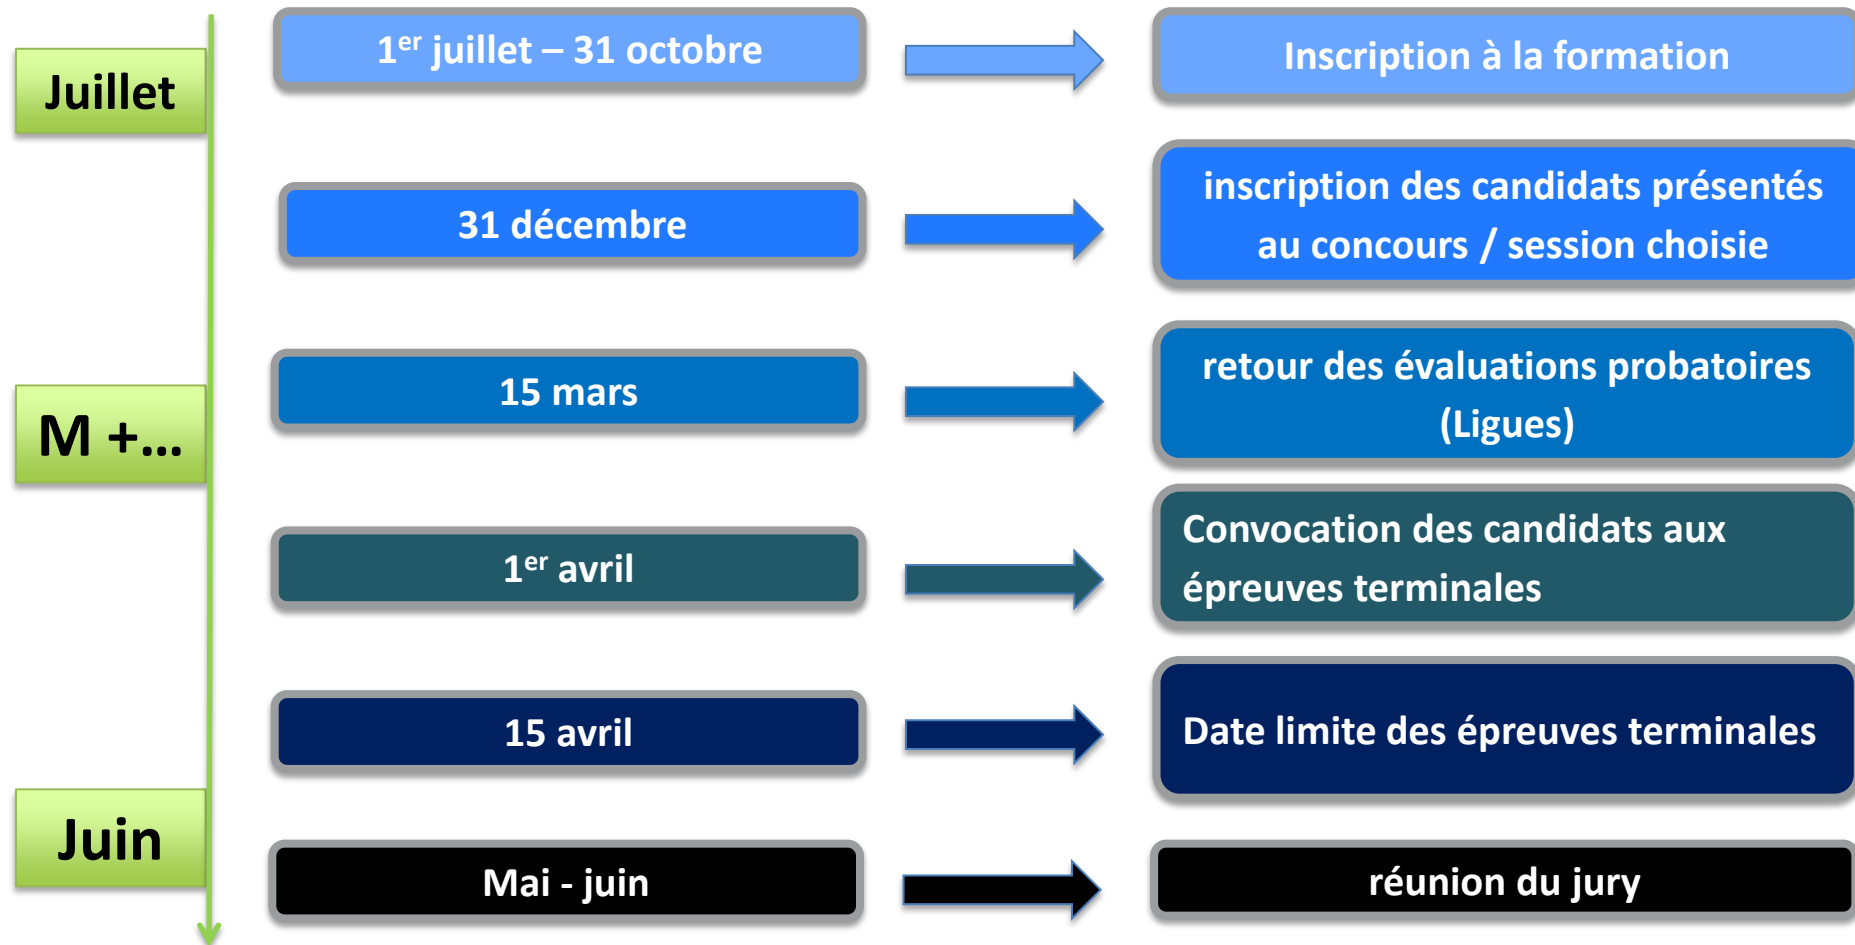 Juillet
1er juillet – 31 octobre
Inscription à la formation
31 décembre
inscription des candidats présentés
au concours / session choisie
M +...
15 mars
retour des évaluations probatoires
(Ligues)
1er avril
Convocation des candidats aux
épreuves terminales
15 avril
Date limite des épreuves terminales
Juin
Mai - juin
réunion du jury